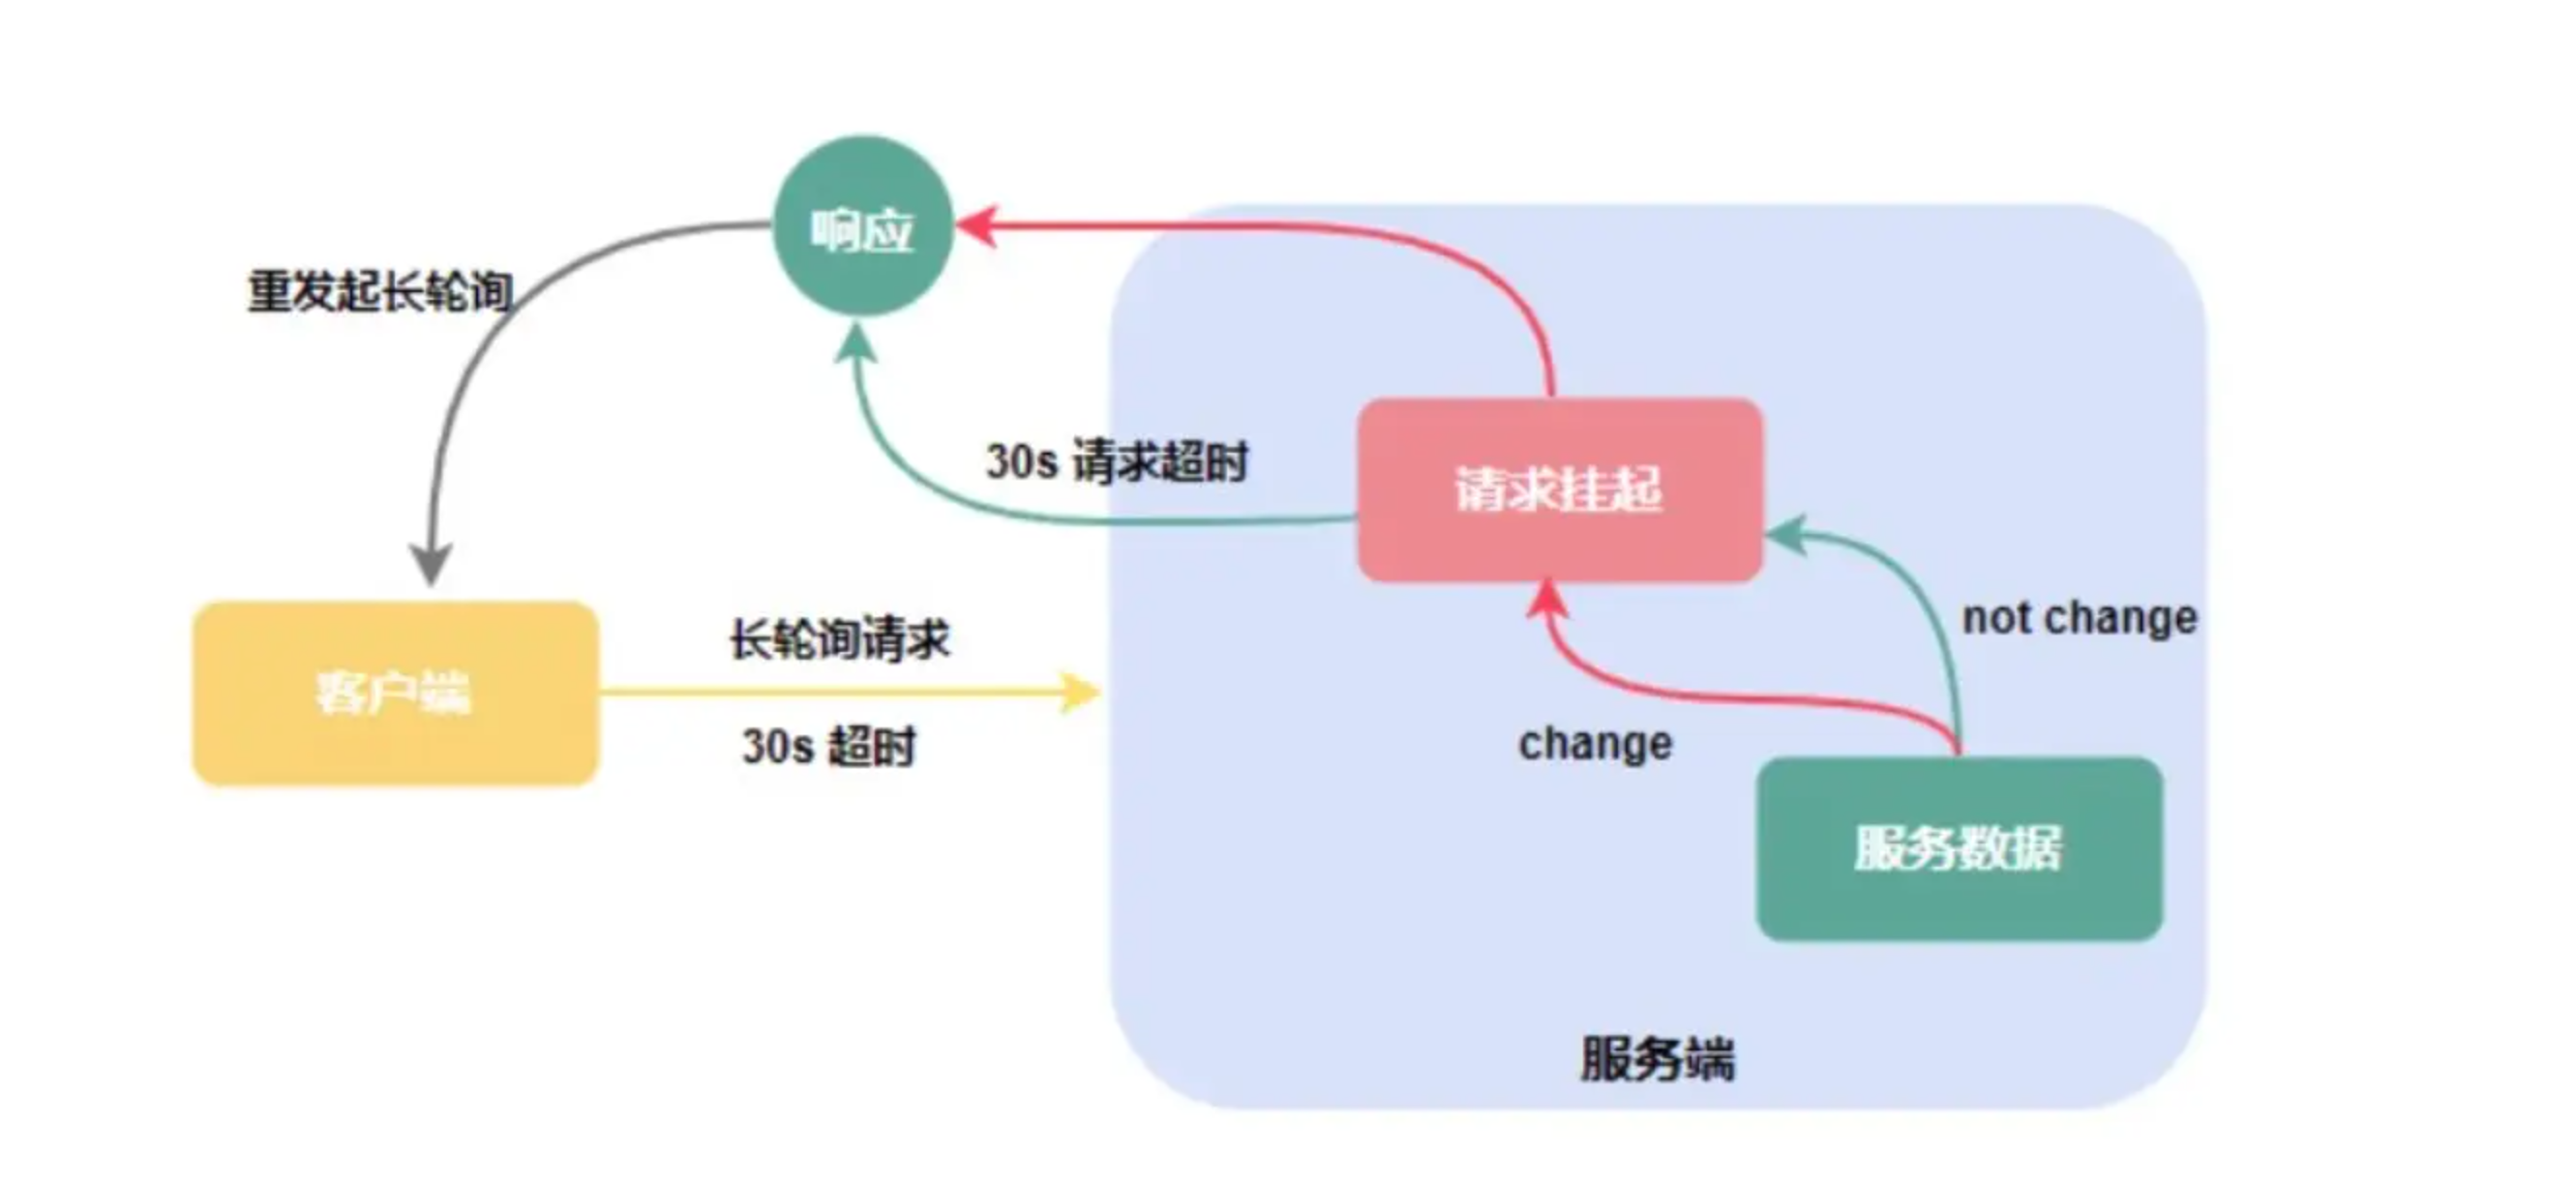 响应
重发起长轮询
30s 请求超时
请求挂起
not change
长轮询请求
客户端
30s 超时
change
服务数据
服务端